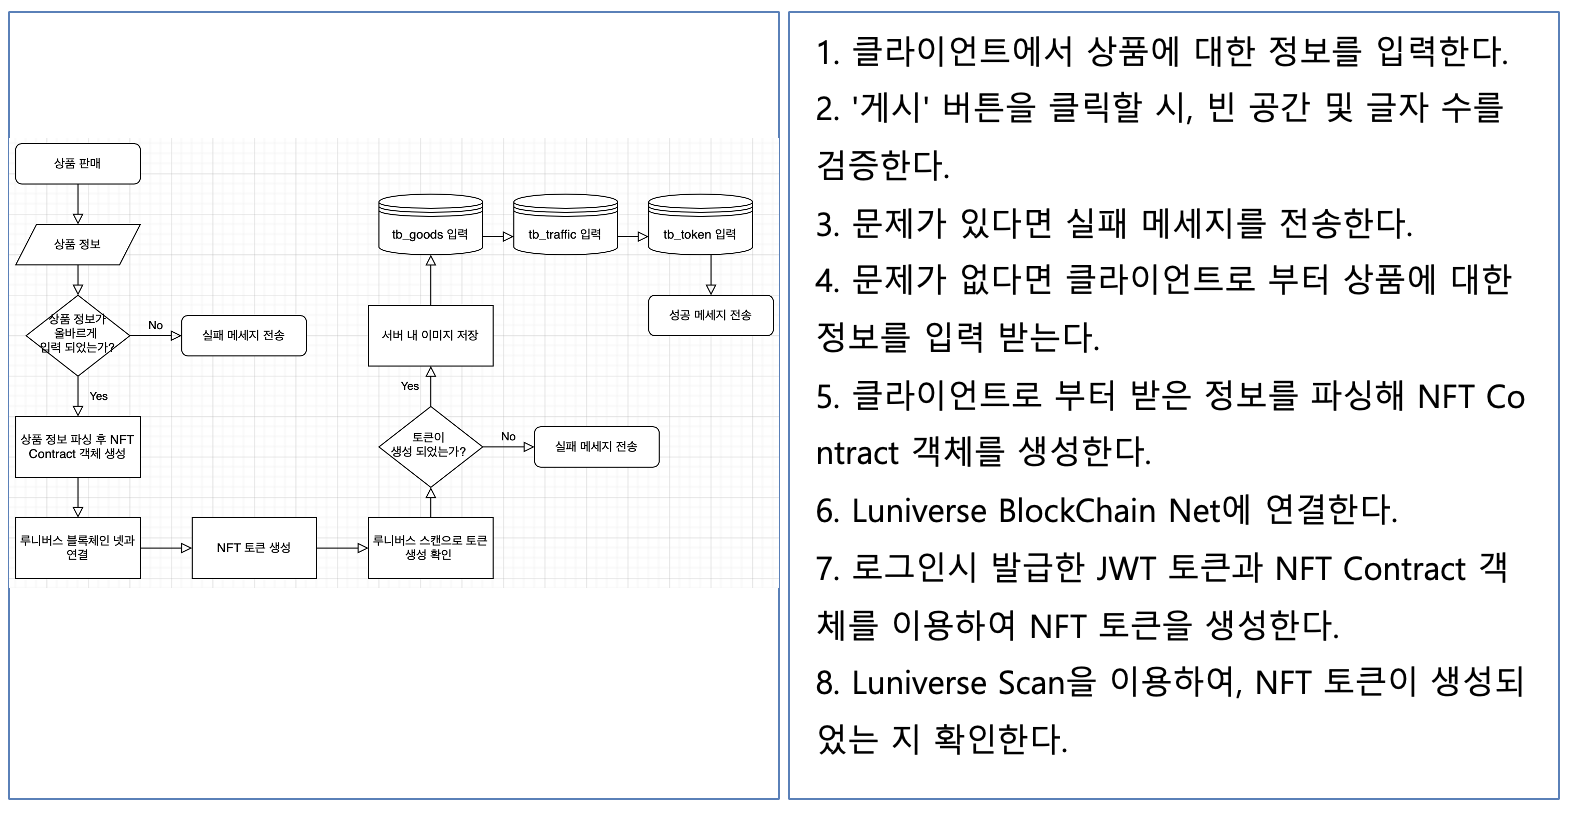 상품 판매
상품 정보
상품 정보가
올바르게
입력 되었는가?
No
실패 메세지 전송
Yes
상품 정보 파싱 후 NFT
Contract 객체 생성
루니버스 블록체인 넷과
연결
NFT 토큰 생성
루니버스 스캔으로 토큰
생성 확인
토큰이
생성 되었는가?
No
실패 메세지 전송
Yes
서버 내 이미지 저장
tb_goods 입력
tb_traffic 입력
tb_token 입력
성공 메세지 전송
1. 클라이언트에서 상품에 대한 정보를 입력한다.
2. '게시' 버튼을 클릭할 시, 빈 공간 및 글자 수를
검증한다.
3. 문제가 있다면 실패 메세지를 전송한다.
4. 문제가 없다면 클라이언트로 부터 상품에 대한
정보를 입력 받는다.
5. 클라이언트로 부터 받은 정보를 파싱해 NFT Co
ntract 객체를 생성한다.
6. Luniverse BlockChain Net에 연결한다.
7. 로그인시 발급한 JWT 토큰과 NFT Contract 객
체를 이용하여 NFT 토큰을 생성한다.
8. Luniverse Scan을 이용하여, NFT 토큰이 생성되
었는 지 확인한다.